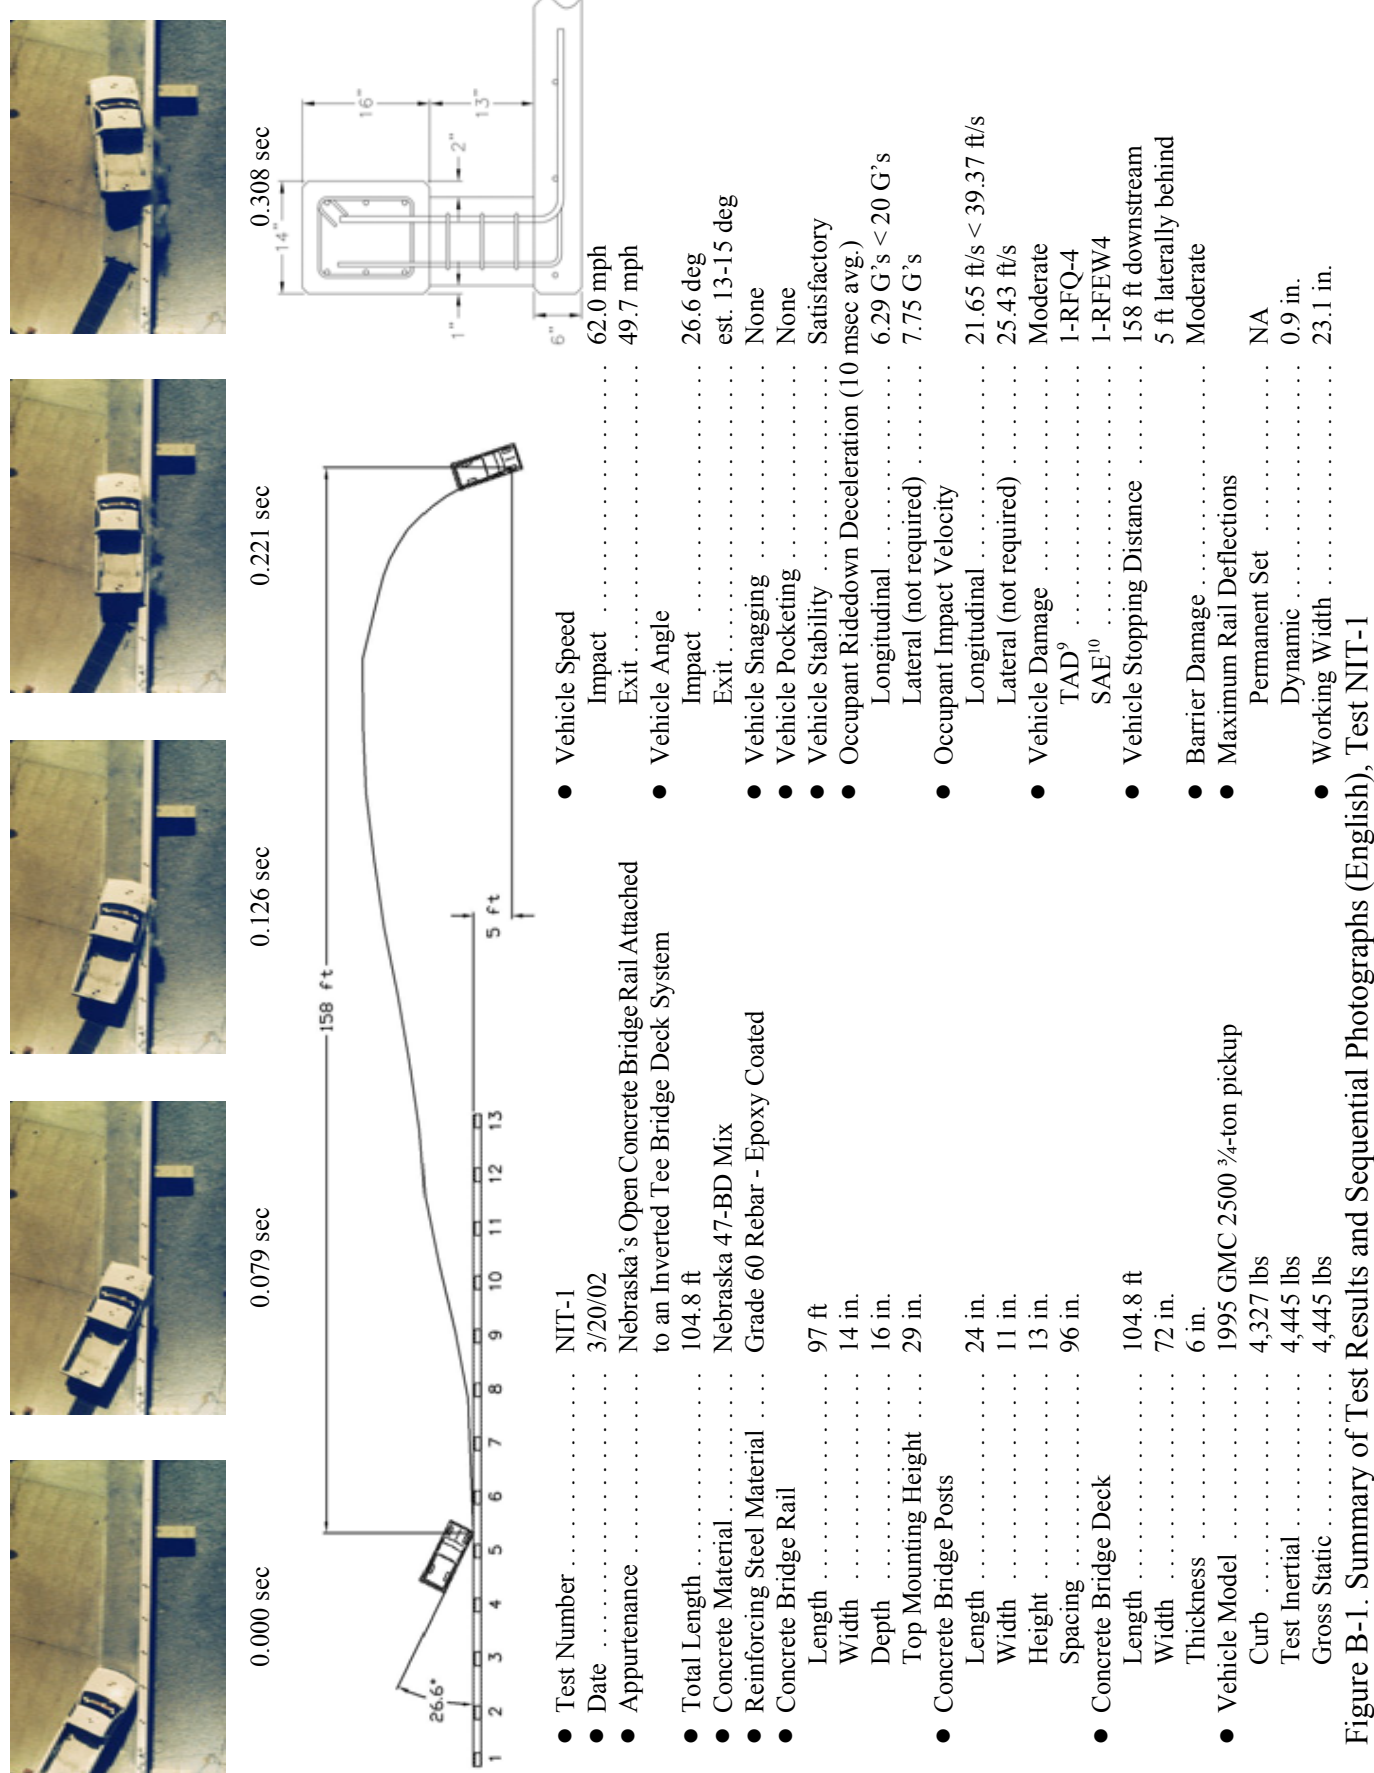 0.000 sec
0.079 sec
0.126 sec
0.221 sec
0.308 sec
26.6°
158 ft
5 ft
1 2 3 4 5 6 7 8 9 10 11 12 13
14"
16"
13"
2"
1"
6"
● Test Number . . . . . . . . . . . . . . . . . . . NIT-1
● Date . . . . . . . . . . . . . . . . . . . . . . . . . 3/20/02
● Appurtenance . . . . . . . . . . . . . . . . . . Nebraska's Open Concrete Bridge Rail Attached
to an Inverted Tee Bridge Deck System
● Total Length . . . . . . . . . . . . . . . . . . . 104.8 ft
● Concrete Material . . . . . . . . . . . . . . . Nebraska 47-BD Mix
● Reinforcing Steel Material . . . . . Grade 60 Rebar - Epoxy Coated
● Concrete Bridge Rail
Length . . . . . . . . . . . . . . . . . . . . 97 ft
Width . . . . . . . . . . . . . . . . . . . . 14 in.
Depth . . . . . . . . . . . . . . . . . . . . 16 in.
Top Mounting Height . . . . 29 in.
● Concrete Bridge Posts
Length . . . . . . . . . . . . . . . . . . . . 24 in.
Width . . . . . . . . . . . . . . . . . . . . 11 in.
Height . . . . . . . . . . . . . . . . . . . . 13 in.
Spacing . . . . . . . . . . . . . . . . . . 96 in.
● Concrete Bridge Deck
Length . . . . . . . . . . . . . . . . . . . . 104.8 ft
Width . . . . . . . . . . . . . . . . . . . . 72 in.
Thickness . . . . . . . . . . . . . . . . 6 in.
● Vehicle Model . . . . . . . . . . . . . . . . . 1995 GMC 2500 ¾-ton pickup
Curb . . . . . . . . . . . . . . . . . . . . . 4,327 lbs
Test Inertial . . . . . . . . . . . . . . 4,445 lbs
Gross Static . . . . . . . . . . . . . . 4,445 lbs
● Vehicle Speed
Impact . . . . . . . . . . . . . . . . . . . . 62.0 mph
Exit . . . . . . . . . . . . . . . . . . . . . . 49.7 mph
● Vehicle Angle
Impact . . . . . . . . . . . . . . . . . . . . 26.6 deg
Exit . . . . . . . . . . . . . . . . . . . . . . est. 13-15 deg
● Vehicle Snagging . . . . . . . . . . . . . . . None
● Vehicle Pocketing . . . . . . . . . . . . . . None
● Vehicle Stability . . . . . . . . . . . . . . . . Satisfactory
● Occupant Ridedown Deceleration (10 msec avg.)
Longitudinal . . . . . . . . . . . . . . 6.29 G's < 20 G's
Lateral (not required) . . . . . . 7.75 G's
● Occupant Impact Velocity
Longitudinal . . . . . . . . . . . . . . 21.65 ft/s < 39.37 ft/s
Lateral (not required) . . . . . . 25.43 ft/s
● Vehicle Damage . . . . . . . . . . . . . . . . Moderate
TAD⁹ . . . . . . . . . . . . . . . . . . . . . 1-RFQ-4
SAE¹⁰ . . . . . . . . . . . . . . . . . . . . 1-RFEW4
● Vehicle Stopping Distance . . . . . . . 158 ft downstream
5 ft laterally behind
● Barrier Damage . . . . . . . . . . . . . . . . Moderate
● Maximum Rail Deflections
Permanent Set . . . . . . . . . . . . NA
Dynamic . . . . . . . . . . . . . . . . . 0.9 in.
● Working Width . . . . . . . . . . . . . . . . . 23.1 in.
Figure B-1. Summary of Test Results and Sequential Photographs (English), Test NIT-1